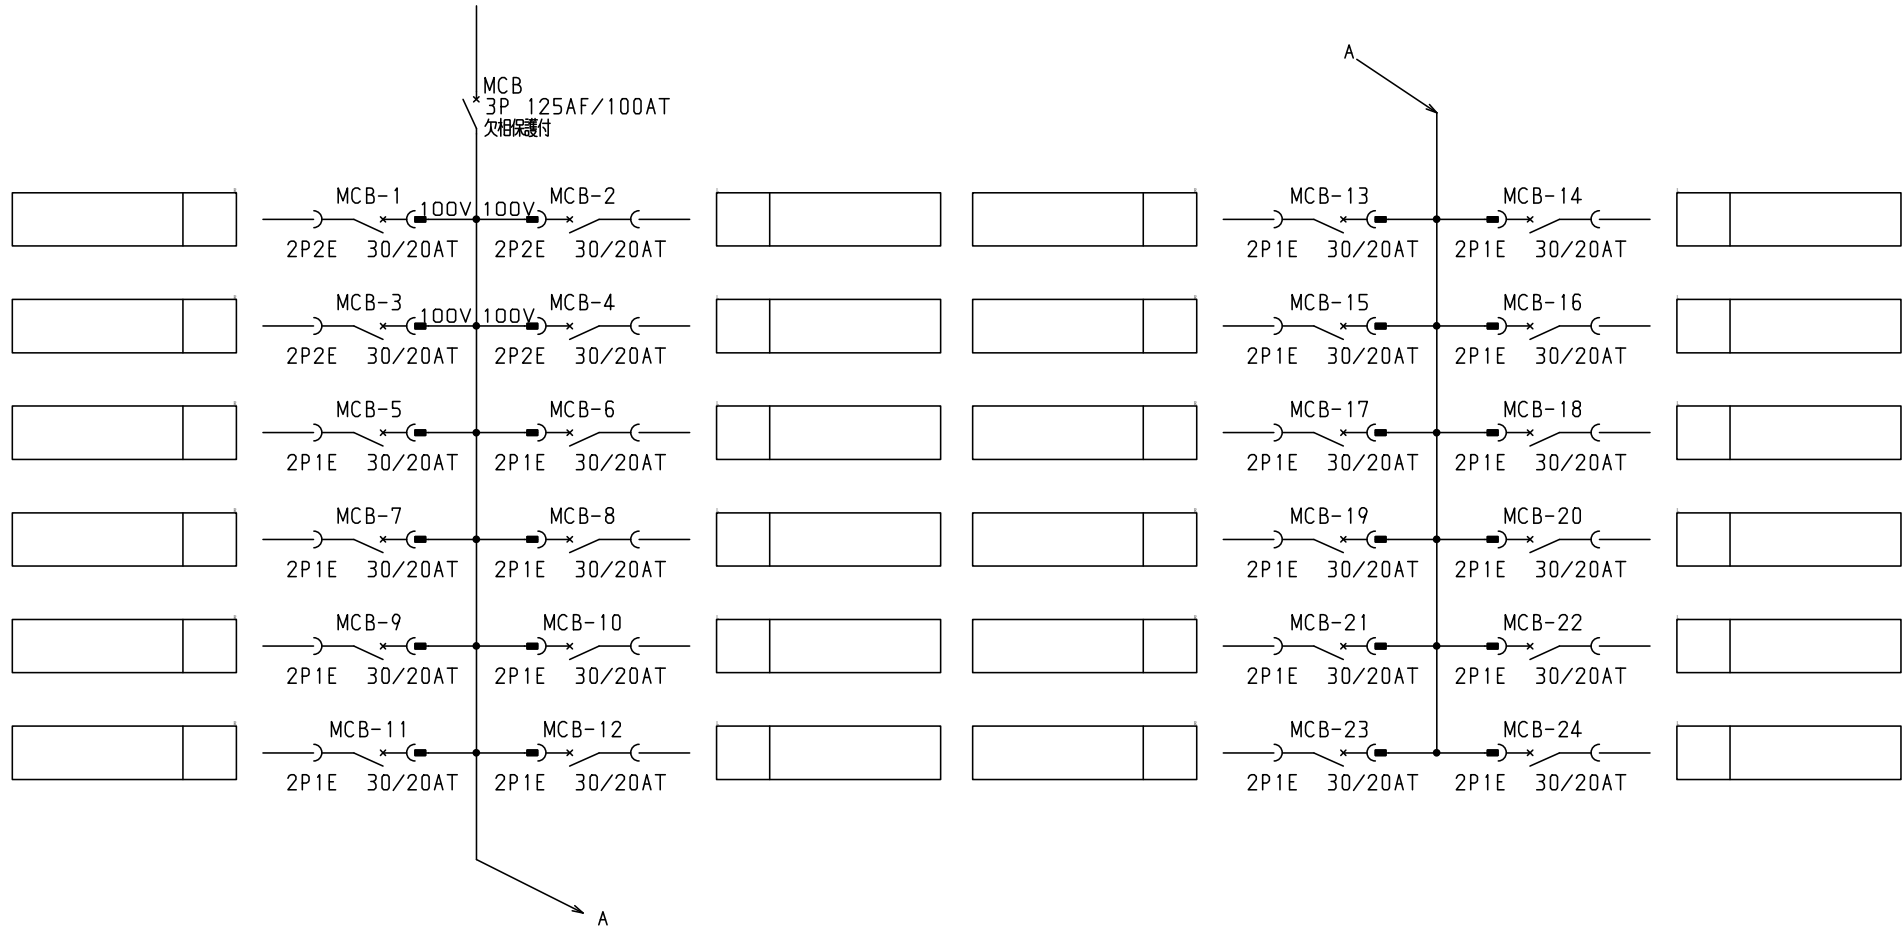 MCB
3P 125AF/100AT
欠相保護付
MCB-1 100V 100V MCB-2
2P2E 30/20AT 2P2E 30/20AT
MCB-3 100V 100V MCB-4
2P2E 30/20AT 2P2E 30/20AT
MCB-5 MCB-6
2P1E 30/20AT 2P1E 30/20AT
MCB-7 MCB-8
2P1E 30/20AT 2P1E 30/20AT
MCB-9 MCB-10
2P1E 30/20AT 2P1E 30/20AT
MCB-11 MCB-12
2P1E 30/20AT 2P1E 30/20AT
A
A
MCB-13 MCB-14
2P1E 30/20AT 2P1E 30/20AT
MCB-15 MCB-16
2P1E 30/20AT 2P1E 30/20AT
MCB-17 MCB-18
2P1E 30/20AT 2P1E 30/20AT
MCB-19 MCB-20
2P1E 30/20AT 2P1E 30/20AT
MCB-21 MCB-22
2P1E 30/20AT 2P1E 30/20AT
MCB-23 MCB-24
2P1E 30/20AT 2P1E 30/20AT